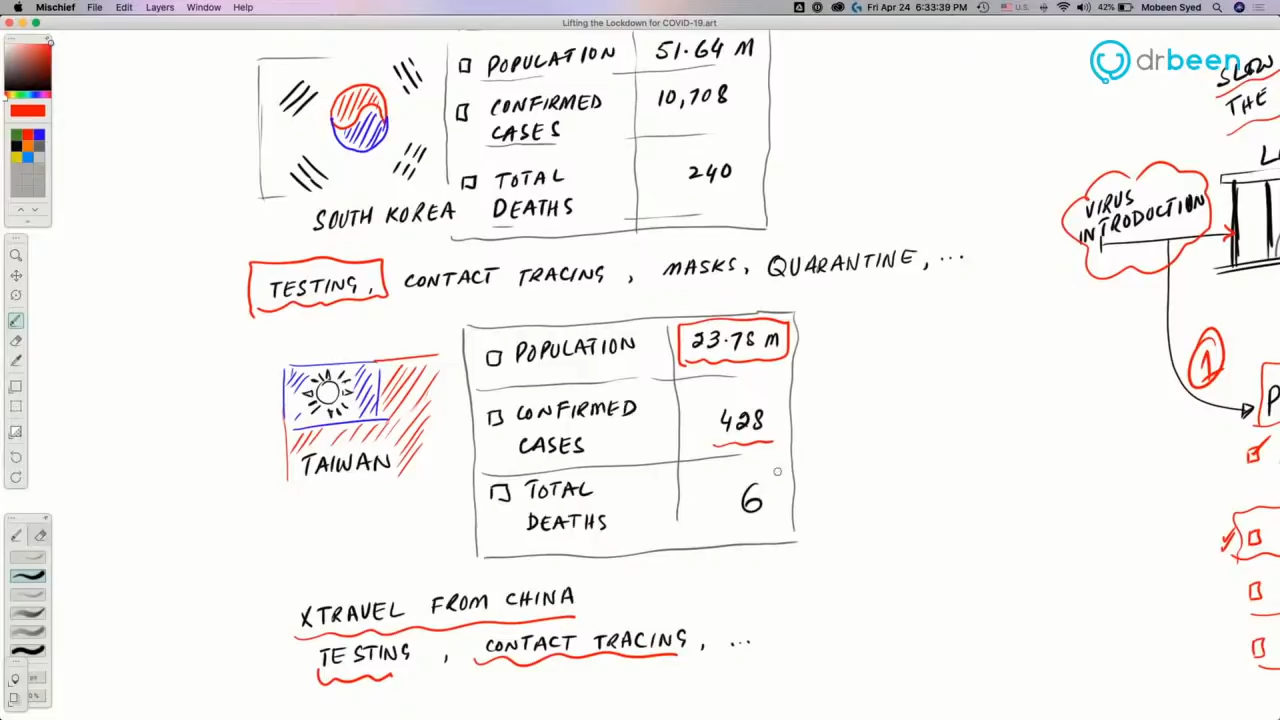 Mischief File Edit Layers Window Help
Fri Apr 24 6:33:39 PM U.S. 42% Mobeen Syed
Lifting the Lockdown for COVID-19.art
drbeen
POPULATION 51.64 M
CONFIRMED CASES 10,708
TOTAL DEATHS 240
SOUTH KOREA
TESTING, CONTACT TRACING, MASKS, QUARANTINE, ...
POPULATION 23.78 M
CONFIRMED CASES 428
TOTAL DEATHS 6
TAIWAN
X TRAVEL FROM CHINA
TESTING, CONTACT TRACING, ...
SLOW
THE
VIRUS
INTRODUCTION
1